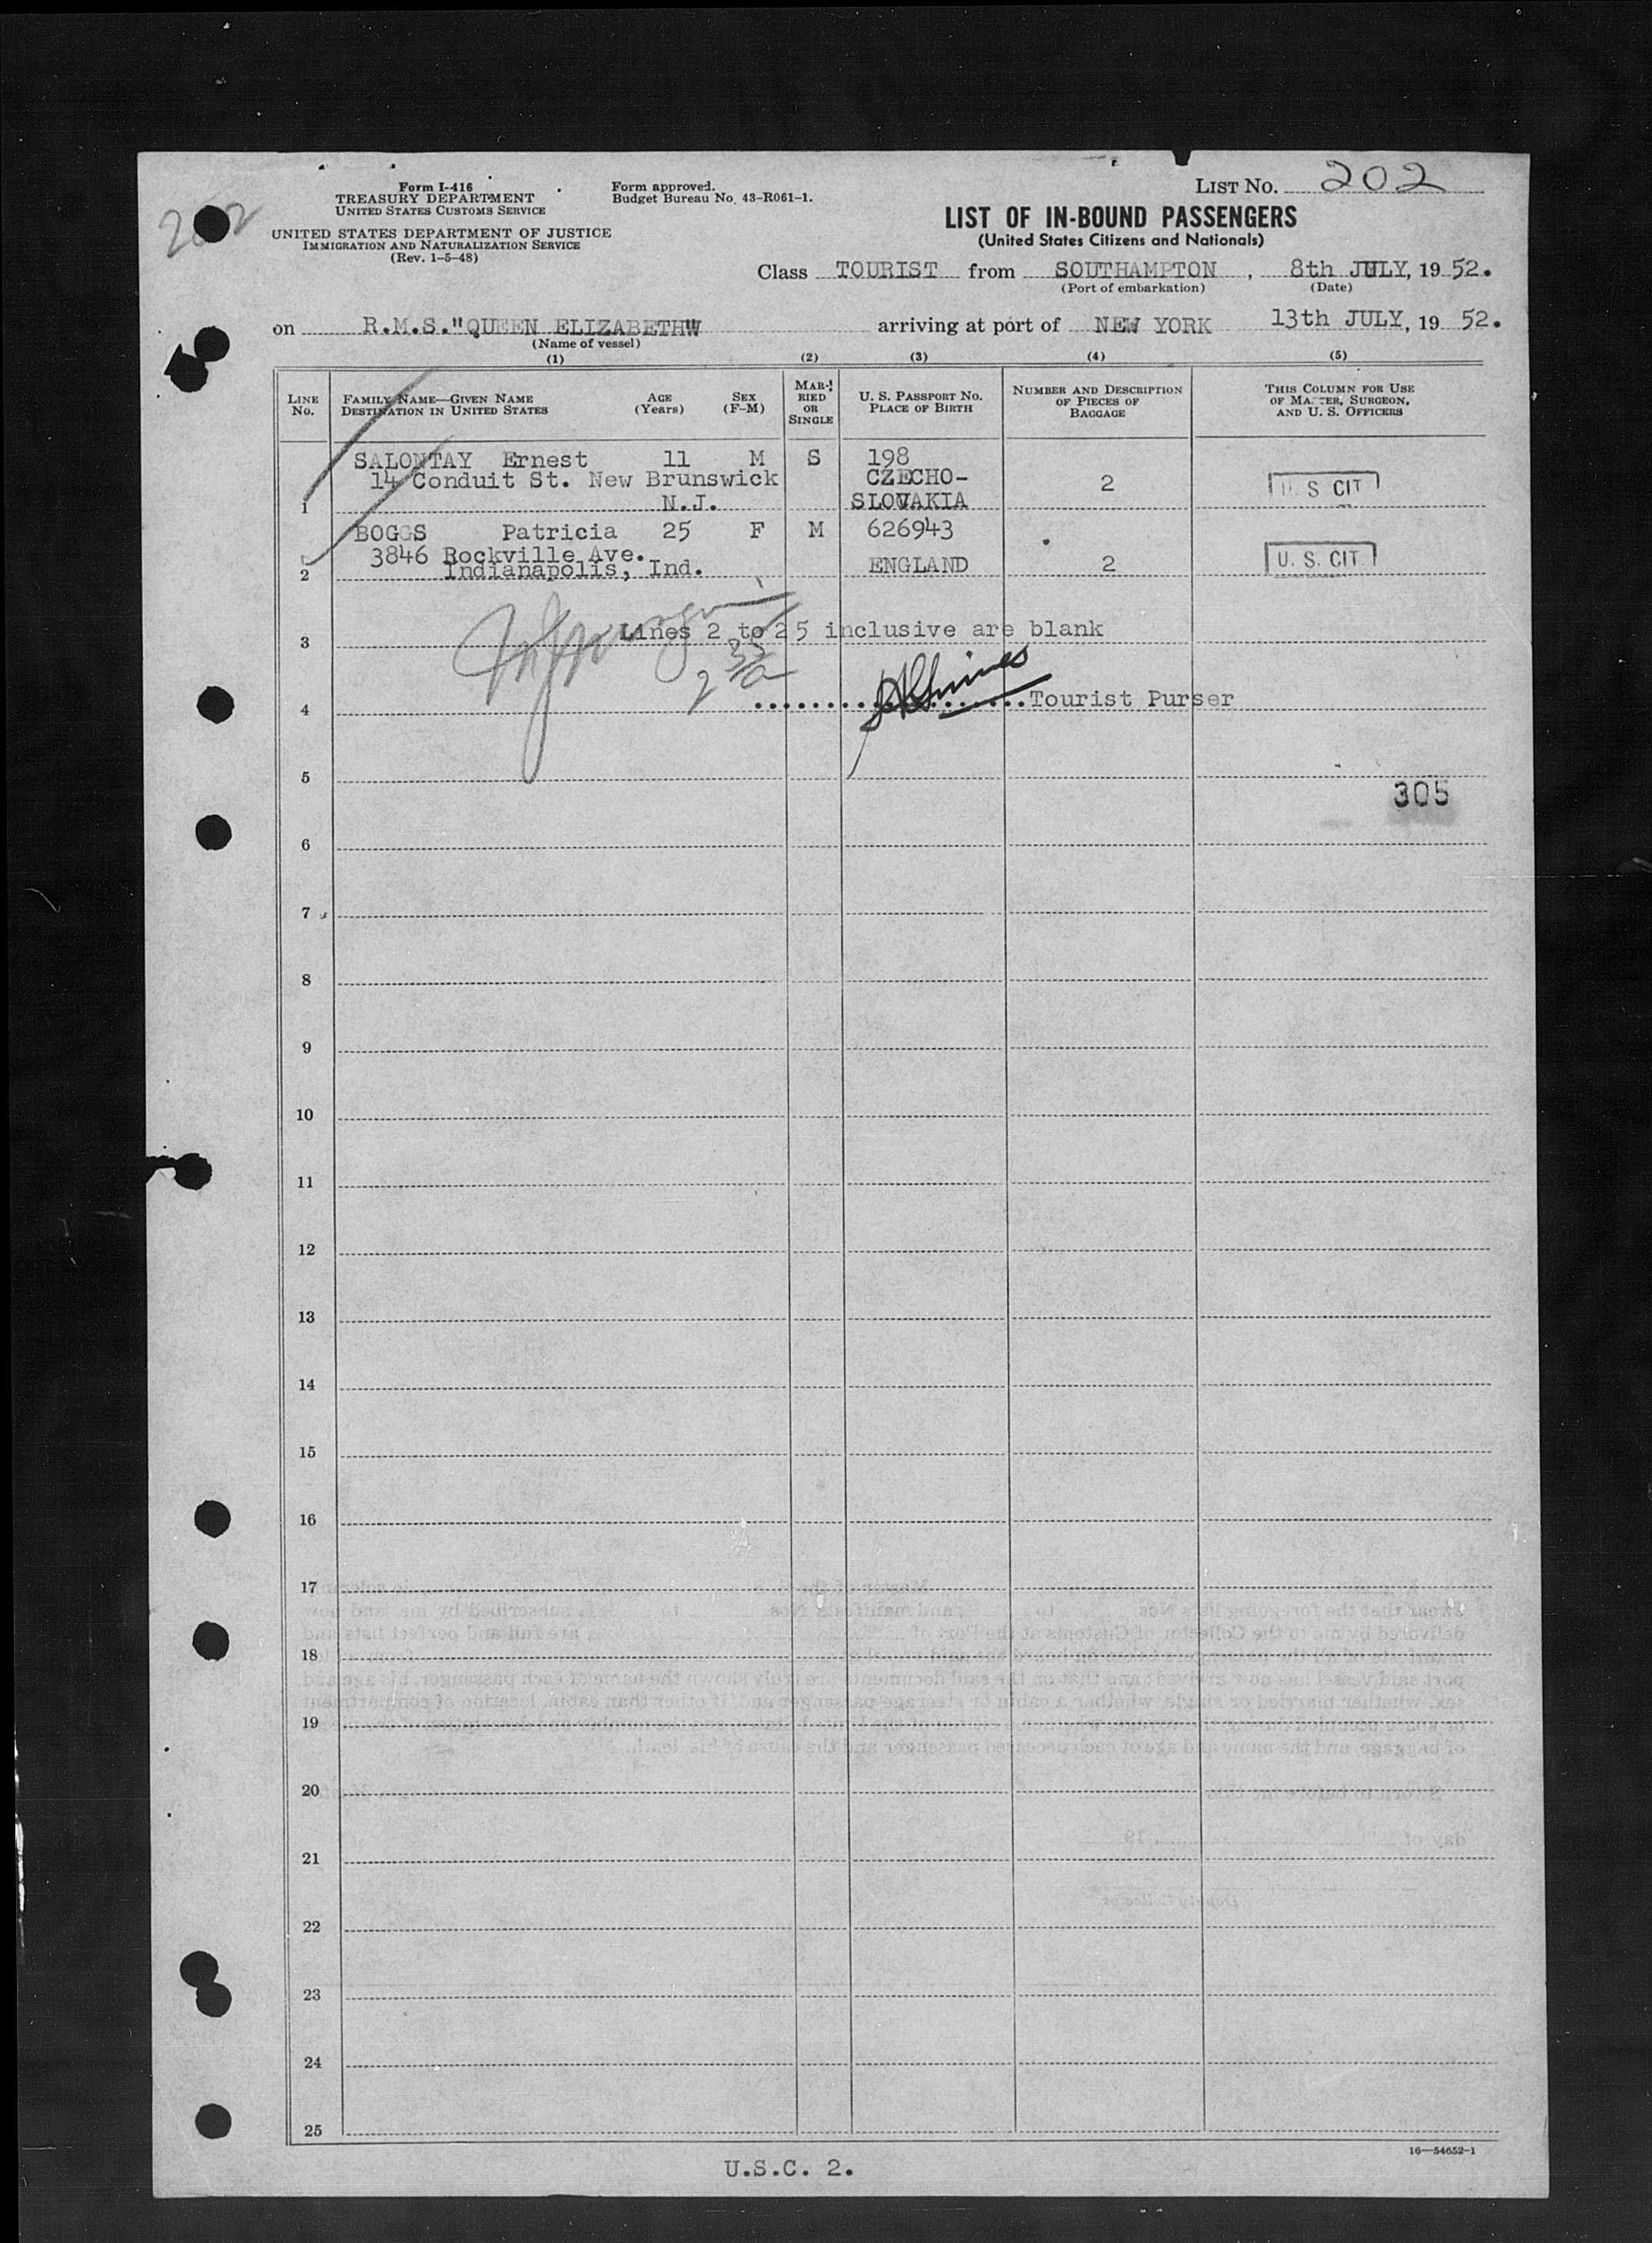 202
Form I-416
TREASURY DEPARTMENT
UNITED STATES CUSTOMS SERVICE
UNITED STATES DEPARTMENT OF JUSTICE
IMMIGRATION AND NATURALIZATION SERVICE
(Rev. 1-5-48)
Form approved.
Budget Bureau No. 43-R061-1.
LIST NO. 202
LIST OF IN-BOUND PASSENGERS
(United States Citizens and Nationals)
Class TOURIST from SOUTHAMPTON , 8th JULY, 19 52.
(Port of embarkation) (Date)
on R.M.S."QUEEN ELIZABETHW arriving at port of NEW YORK 13th JULY, 19 52.
(Name of vessel)
(1) (2) (3) (4) (5)
LINE NO. FAMILY NAME—GIVEN NAME DESTINATION IN UNITED STATES AGE (Years) SEX (F-M) MARRIED OR SINGLE U. S. PASSPORT NO. PLACE OF BIRTH NUMBER AND DESCRIPTION OF PIECES OF BAGGAGE THIS COLUMN FOR USE OF MASTER, SURGEON, AND U. S. OFFICERS
SALONTAY Ernest 11 M S 198
14 Conduit St. New Brunswick CZECHO- 2 U. S CIT
1 N.J. SLOVAKIA
BOGGS Patricia 25 F M 626943
3846 Rockville Ave.
2 Indianapolis, Ind. ENGLAND 2 U. S. CIT.
3 Lines 2 to 25 inclusive are blank
4 Tourist Purser
5
305
6
7
8
9
10
11
12
13
14
15
16
17
18
19
20
21
22
23
24
25
16—54652-1
U.S.C. 2.